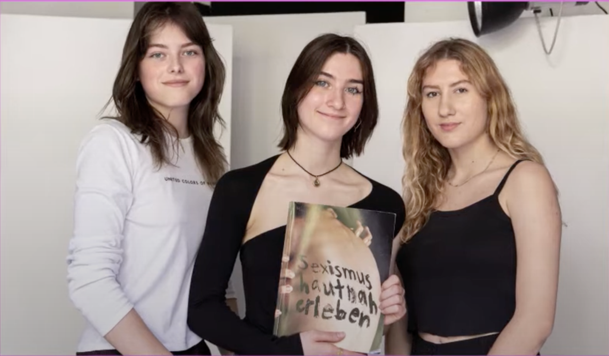 UNITED COLORS OF
Sexismus
hautnah
erleben